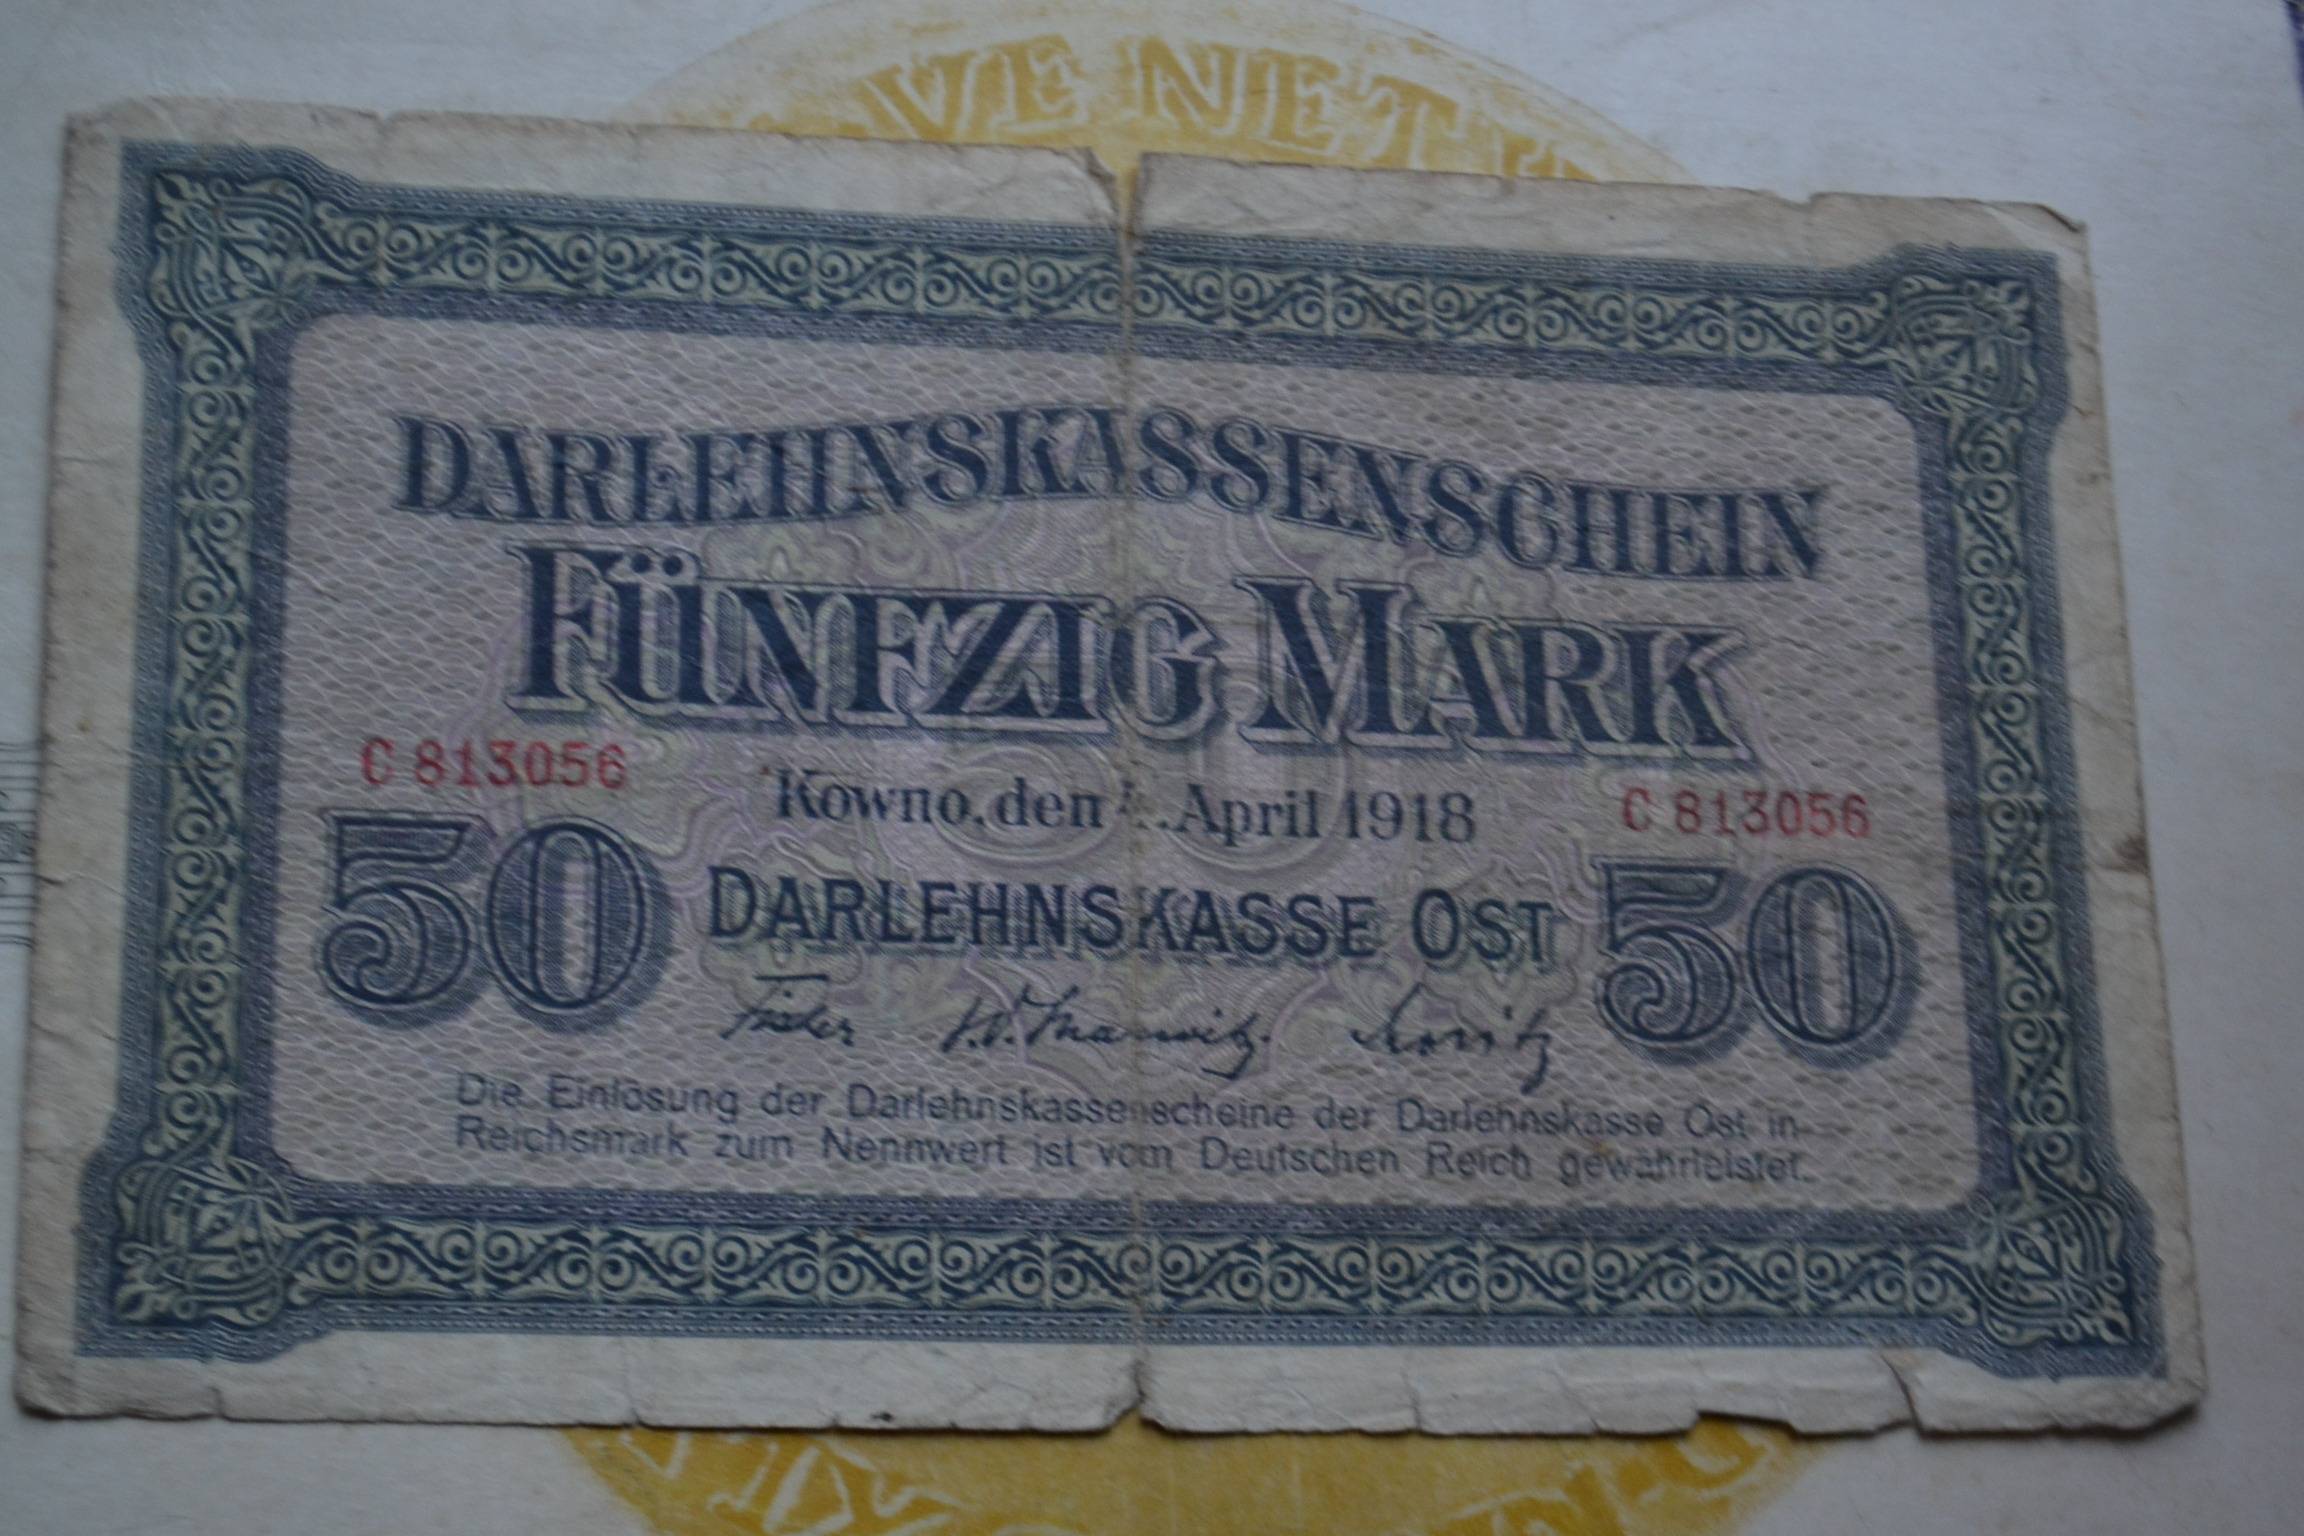 VENET
DARLEHNSKASSENSCHEIN
FÜNFZIG MARK
C 813056
Kowno, den 4. April 1918
C 813056
50
DARLEHNSKASSE OST
50
Die Einlösung der Darlehnskassenscheine der Darlehnskasse Ost in
Reichsmark zum Nennwert ist vom Deutschen Reich gewährleistet.